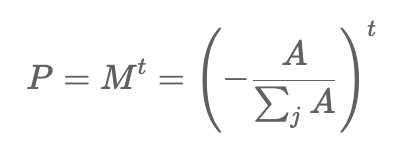 P = M^t = \left( -\frac{A}{\sum_j A} \right)^t